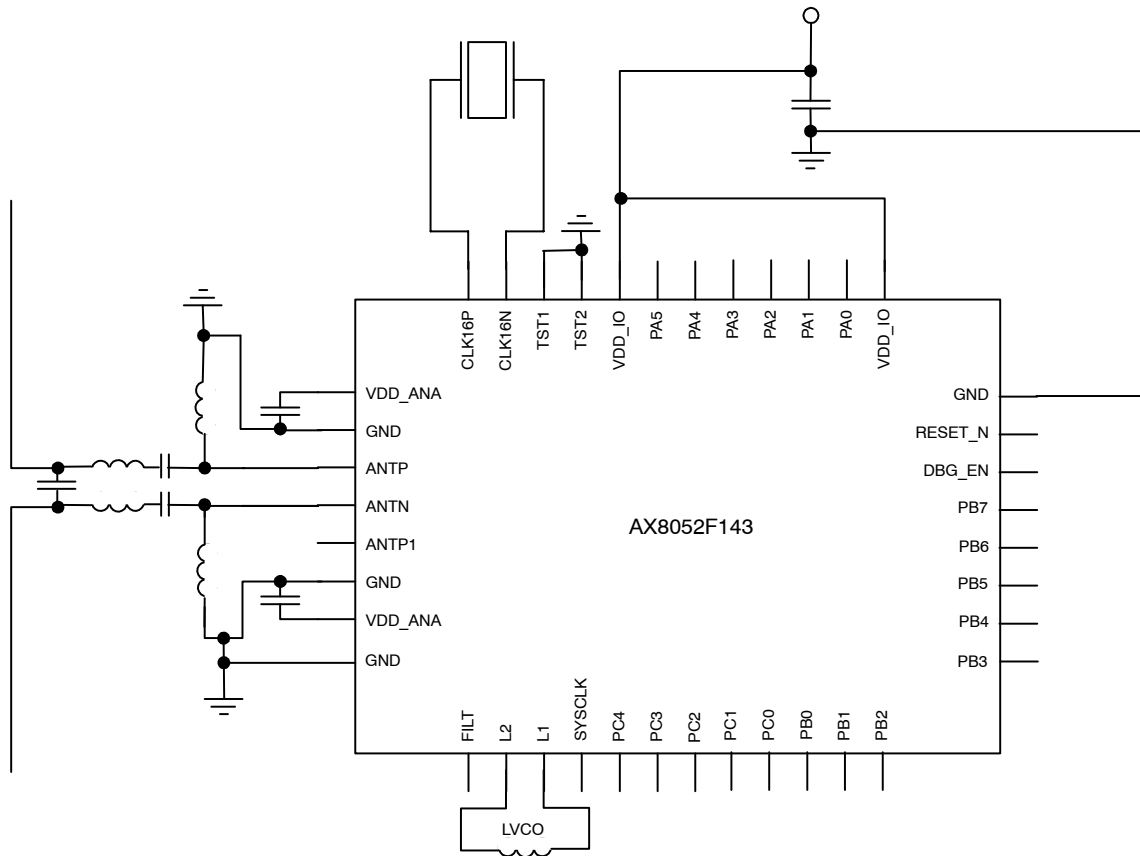 CLK16P
CLK16N
TST1
TST2
VDD_IO
PA5
PA4
PA3
PA2
PA1
PA0
VDD_IO
VDD_ANA
GND
ANTP
ANTN
ANTP1
GND
VDD_ANA
GND
AX8052F143
GND
RESET_N
DBG_EN
PB7
PB6
PB5
PB4
PB3
FILT
L2
L1
SYSCLK
PC4
PC3
PC2
PC1
PC0
PB0
PB1
PB2
LVCO